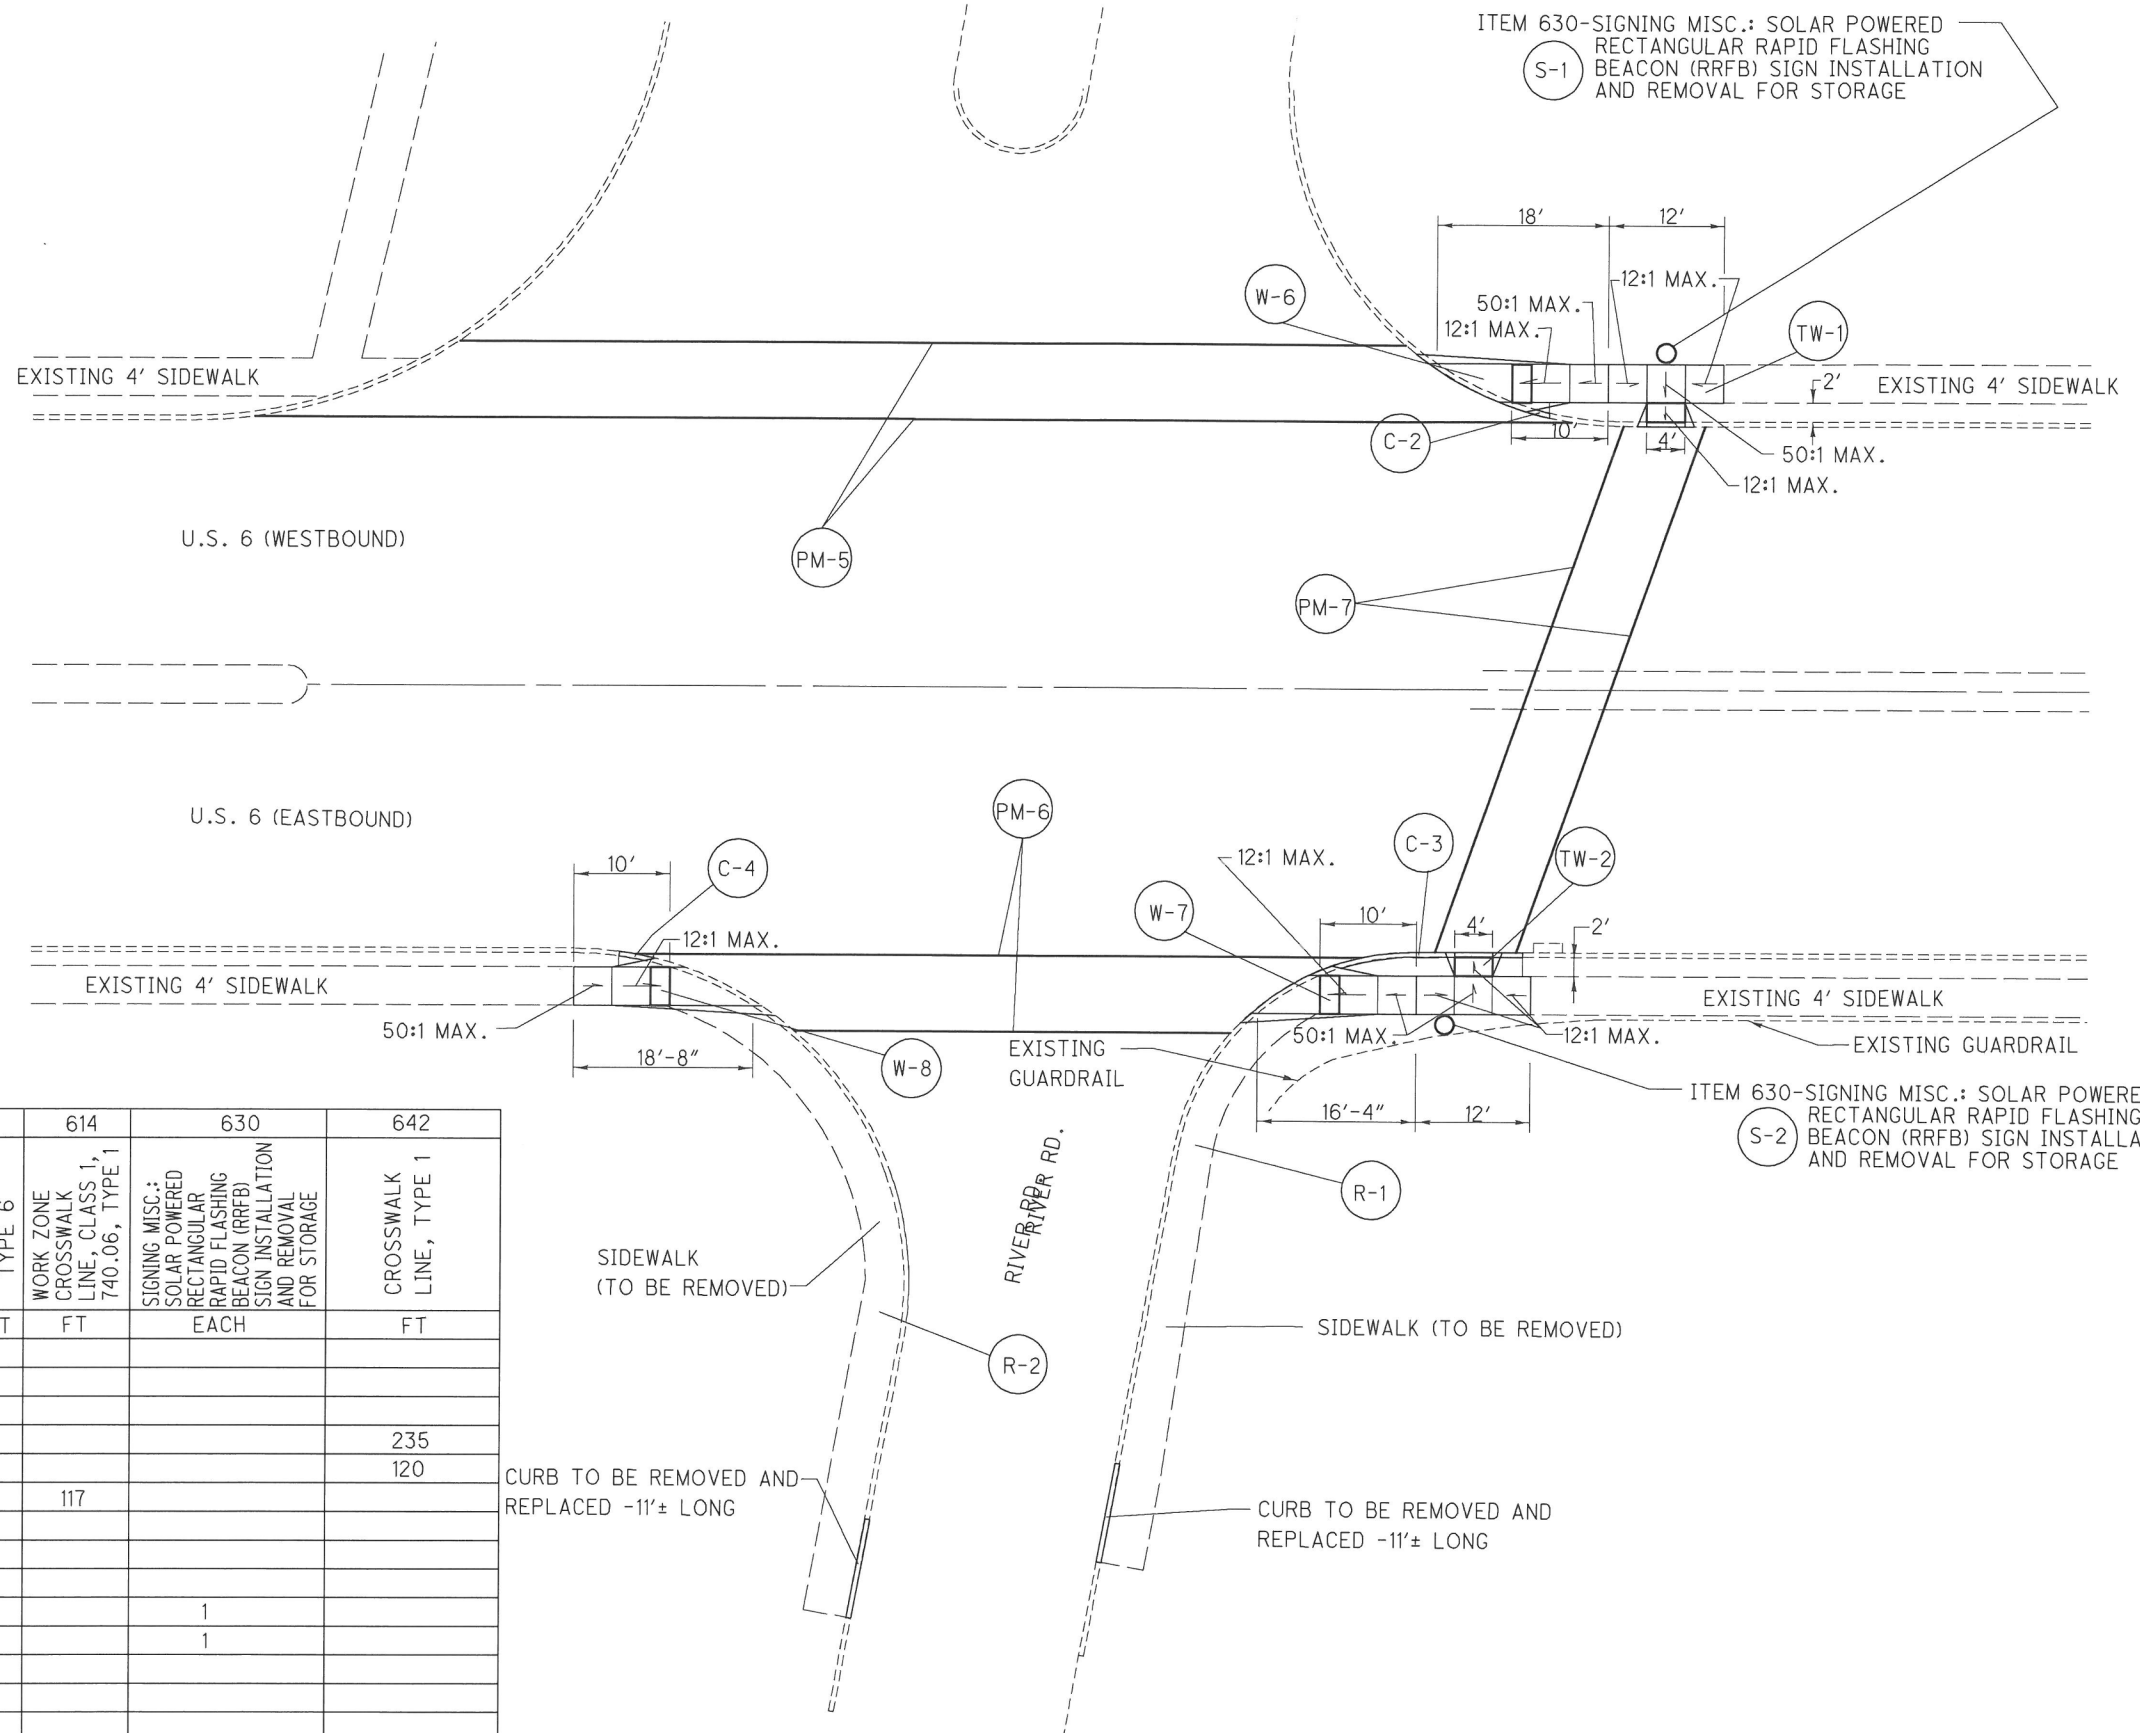 ITEM 630-SIGNING MISC.: SOLAR POWERED
RECTANGULAR RAPID FLASHING
S-1 BEACON (RRFB) SIGN INSTALLATION
AND REMOVAL FOR STORAGE
18'
12'
12:1 MAX.
W-6
50:1 MAX.
12:1 MAX.
TW-1
EXISTING 4' SIDEWALK
2'
EXISTING 4' SIDEWALK
C-2
10'
4'
50:1 MAX.
12:1 MAX.
U.S. 6 (WESTBOUND)
PM-5
PM-7
U.S. 6 (EASTBOUND)
PM-6
10'
C-4
12:1 MAX.
C-3
TW-2
12:1 MAX.
W-7
10'
4'
2'
EXISTING 4' SIDEWALK
EXISTING 4' SIDEWALK
50:1 MAX.
18'-8"
W-8
EXISTING
GUARDRAIL
50:1 MAX.
12:1 MAX.
EXISTING GUARDRAIL
16'-4"
12'
ITEM 630-SIGNING MISC.: SOLAR POWERE
RECTANGULAR RAPID FLASHING
S-2 BEACON (RRFB) SIGN INSTALLA
AND REMOVAL FOR STORAGE
RIVER RD.
RIVER RD.
R-1
SIDEWALK
(TO BE REMOVED)
SIDEWALK (TO BE REMOVED)
R-2
CURB TO BE REMOVED AND
REPLACED -11'± LONG
CURB TO BE REMOVED AND
REPLACED -11'± LONG
614 630 642
TYPE 6
WORK ZONE
CROSSWALK
LINE, CLASS 1,
740.06, TYPE 1
SIGNING MISC.:
SOLAR POWERED
RECTANGULAR
RAPID FLASHING
BEACON (RRFB)
SIGN INSTALLATION
AND REMOVAL
FOR STORAGE
CROSSWALK
LINE, TYPE 1
T FT EACH FT
235
120
117
1
1